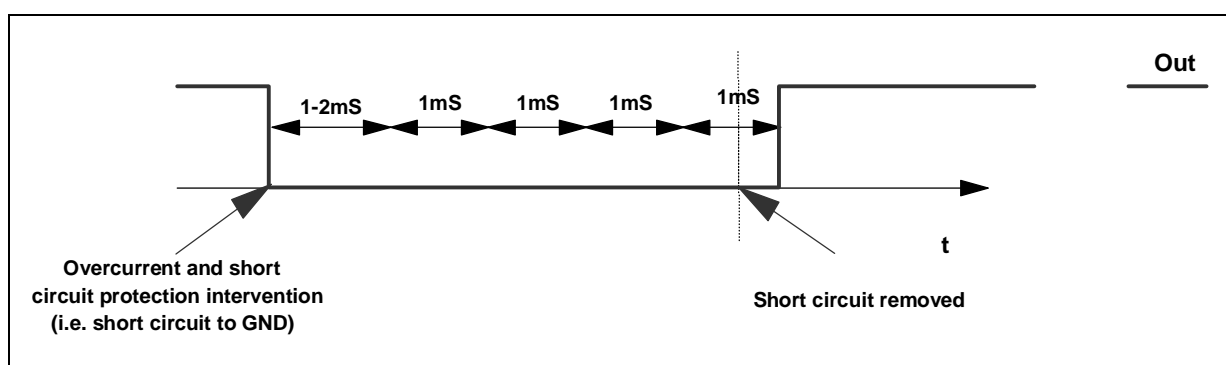 Out
1-2mS 1mS 1mS 1mS 1mS
t
Overcurrent and short
circuit protection intervention
(i.e. short circuit to GND)
Short circuit removed